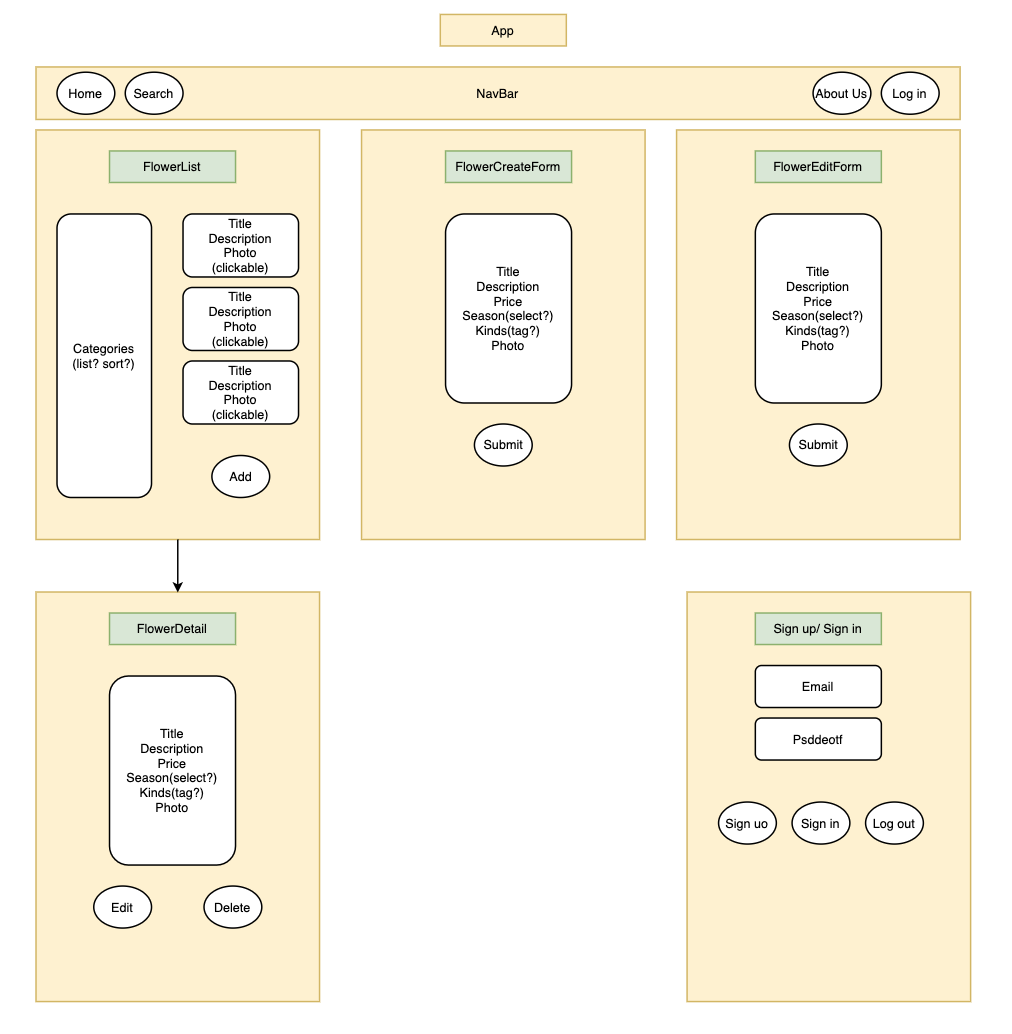 App
Home
Search
NavBar
About Us
Log in
FlowerList
Categories
(list? sort?)
Title
Description
Photo
(clickable)
Title
Description
Photo
(clickable)
Title
Description
Photo
(clickable)
Add
FlowerCreateForm
Title
Description
Price
Season(select?)
Kinds(tag?)
Photo
Submit
FlowerEditForm
Title
Description
Price
Season(select?)
Kinds(tag?)
Photo
Submit
FlowerDetail
Title
Description
Price
Season(select?)
Kinds(tag?)
Photo
Edit
Delete
Sign up/ Sign in
Email
Psddeotf
Sign uo
Sign in
Log out